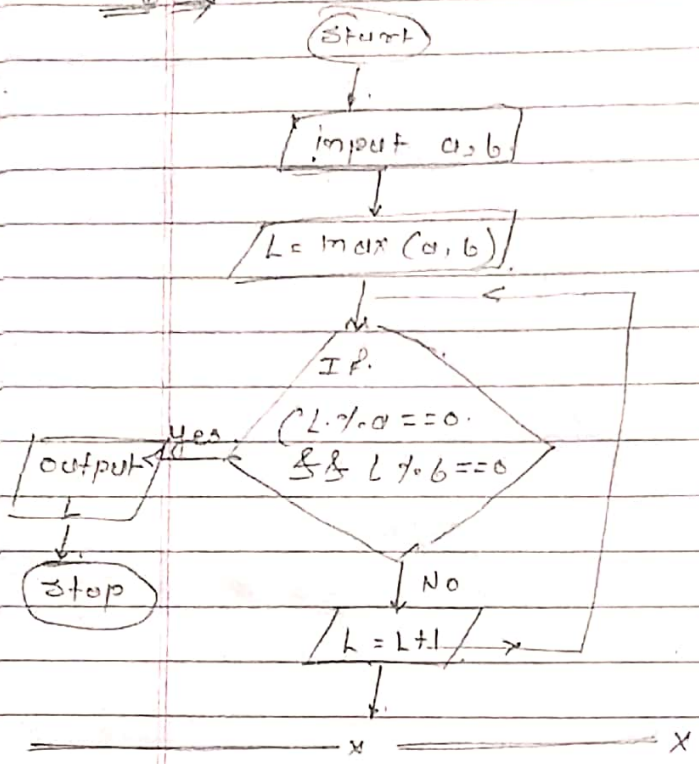 Start
input a, b
L = max (a, b)
If
(L % a == 0
&& L % b == 0
Yes
output
L
Stop
No
L = L+1
x
x